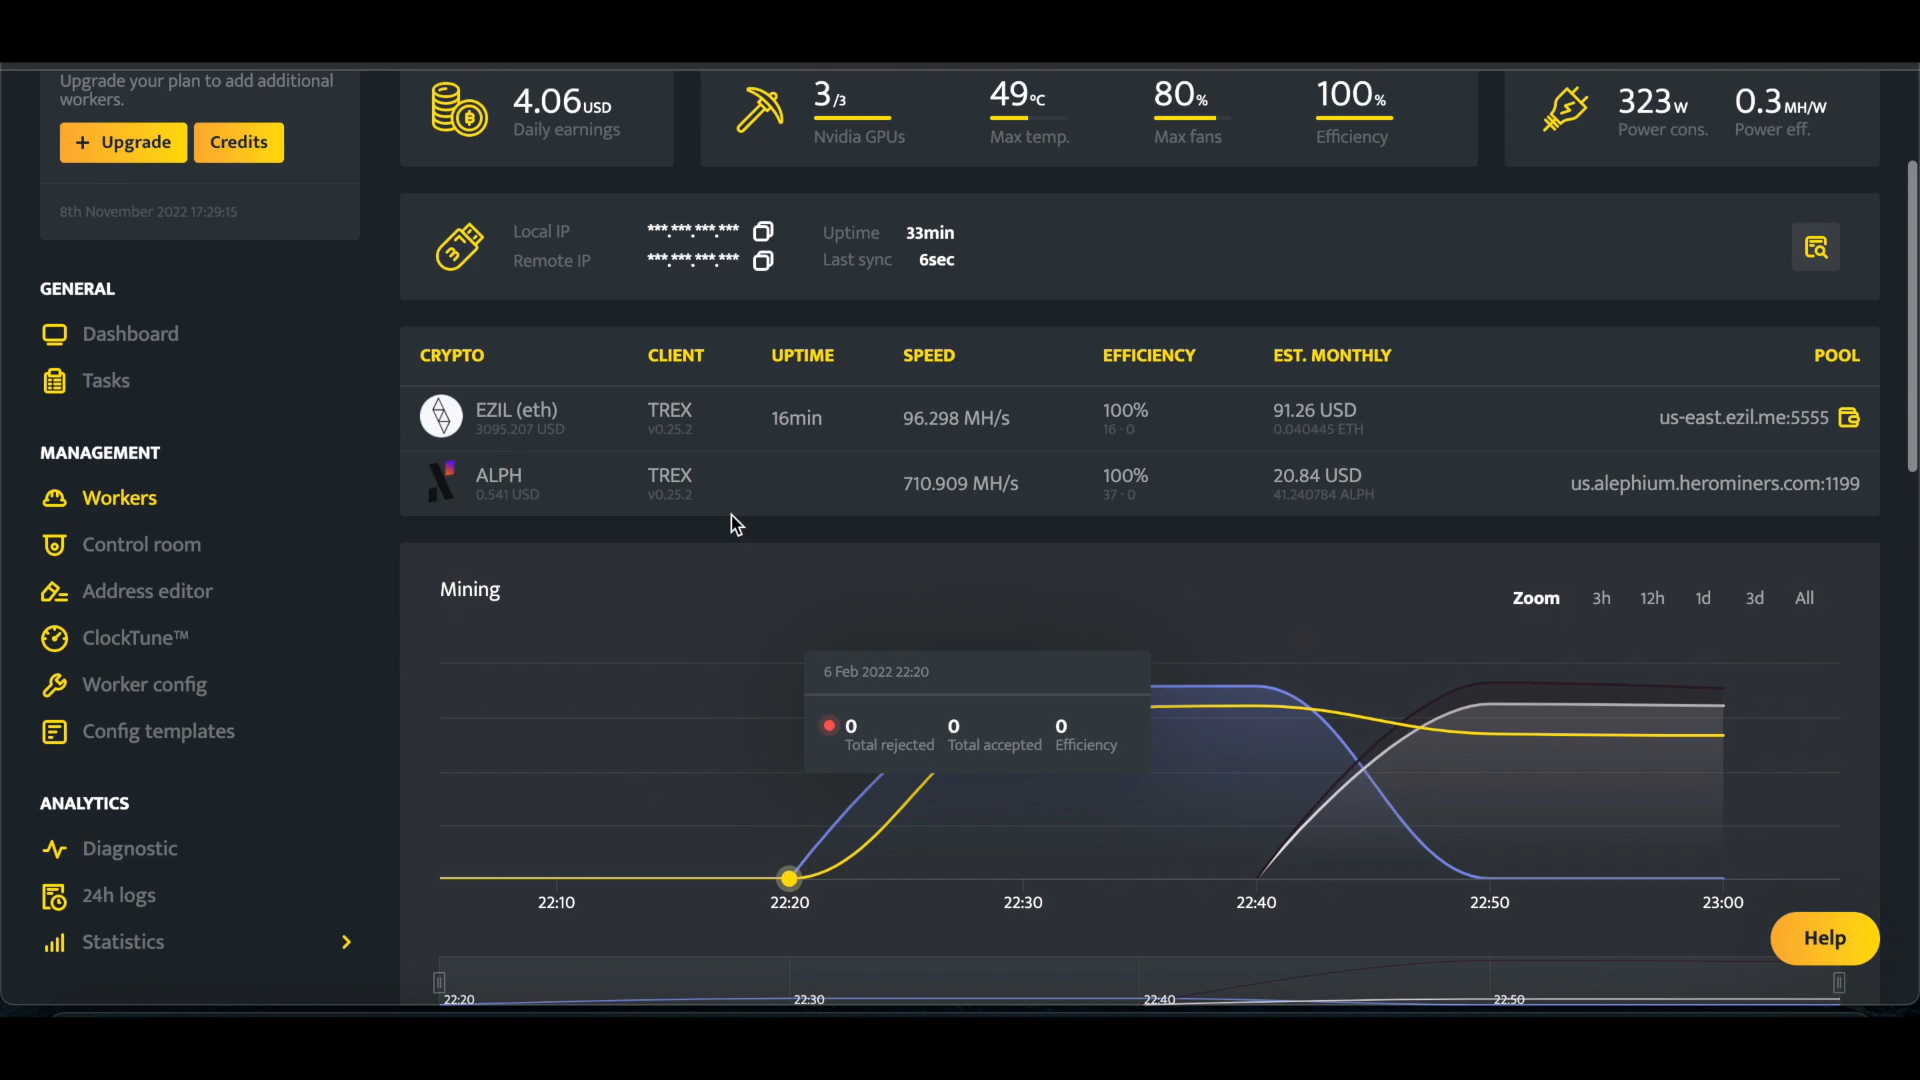 Upgrade your plan to add additional
workers.
+ Upgrade
Credits
8th November 2022 17:29:15
GENERAL
Dashboard
Tasks
MANAGEMENT
Workers
Control room
Address editor
ClockTune™
Worker config
Config templates
ANALYTICS
Diagnostic
24h logs
Statistics
4.06USD
Daily earnings
3/3
Nvidia GPUs
49°C
Max temp.
80%
Max fans
100%
Efficiency
323W
Power cons.
0.3MH/W
Power eff.
Local IP ***.***.***.*** Uptime 33min
Remote IP ***.***.***.*** Last sync 6sec
CRYPTO CLIENT UPTIME SPEED EFFICIENCY EST. MONTHLY POOL
EZIL (eth) TREX 16min 96.298 MH/s 100% 91.26 USD us-east.ezil.me:5555
3095.207 USD v0.25.2 16 · 0 0.040445 ETH
ALPH TREX 710.909 MH/s 100% 20.84 USD us.alephium.herominers.com:1199
0.541 USD v0.25.2 37 · 0 41.240784 ALPH
Mining
Zoom 3h 12h 1d 3d All
6 Feb 2022 22:20
0 0 0
Total rejected Total accepted Efficiency
22:10 22:20 22:30 22:40 22:50 23:00
Help
22:20 22:30 22:40 22:50